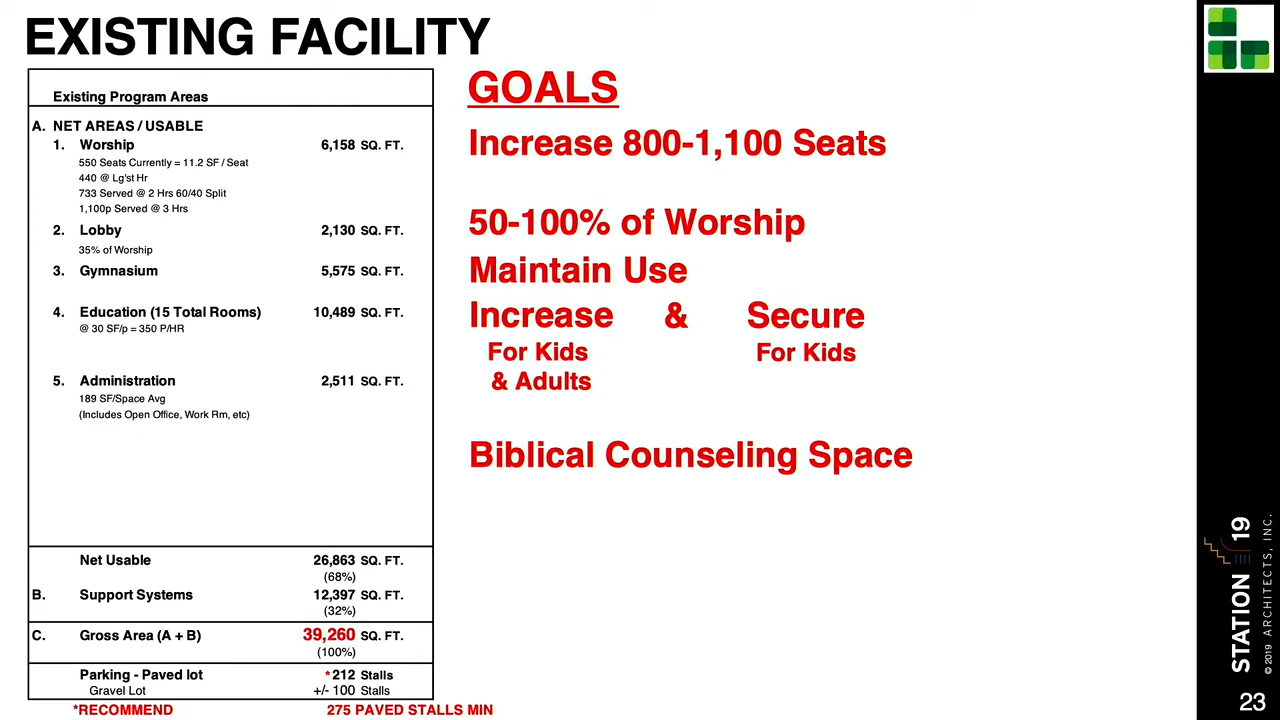 EXISTING FACILITY
Existing Program Areas
A. NET AREAS / USABLE
1. Worship 6,158 SQ. FT.
550 Seats Currently = 11.2 SF / Seat
440 @ Lg'st Hr
733 Served @ 2 Hrs 60/40 Split
1,100p Served @ 3 Hrs
2. Lobby 2,130 SQ. FT.
35% of Worship
3. Gymnasium 5,575 SQ. FT.
4. Education (15 Total Rooms) 10,489 SQ. FT.
@ 30 SF/p = 350 P/HR
5. Administration 2,511 SQ. FT.
189 SF/Space Avg
(Includes Open Office, Work Rm, etc)
Net Usable 26,863 SQ. FT.
(68%)
B. Support Systems 12,397 SQ. FT.
(32%)
C. Gross Area (A + B) 39,260 SQ. FT.
(100%)
Parking - Paved lot *212 Stalls
Gravel Lot +/- 100 Stalls
*RECOMMEND 275 PAVED STALLS MIN
GOALS
Increase 800-1,100 Seats
50-100% of Worship
Maintain Use
Increase & Secure
For Kids For Kids
& Adults
Biblical Counseling Space
STATION 19
© 2019 ARCHITECTS, INC.
23